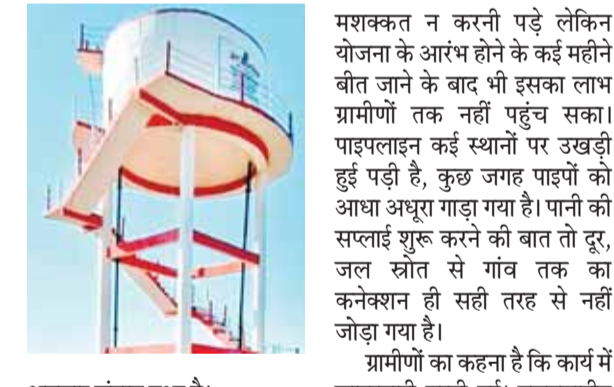 मशक्कत न करनी पड़े लेकिन
योजना के आरंभ होने के कई महीने
बीत जाने के बाद भी इसका लाभ
ग्रामीणों तक नहीं पहुंच सका।
पाइपलाइन कई स्थानों पर उखड़ी
हुई पड़ी है, कुछ जगह पाइपों को
आधा अधूरा गाड़ा गया है। पानी की
सप्लाई शुरू करने की बात तो दूर,
जल स्रोत से गांव तक का
कनेक्शन ही सही तरह से नहीं
जोड़ा गया है।
ग्रामीणों का कहना है कि कार्य में